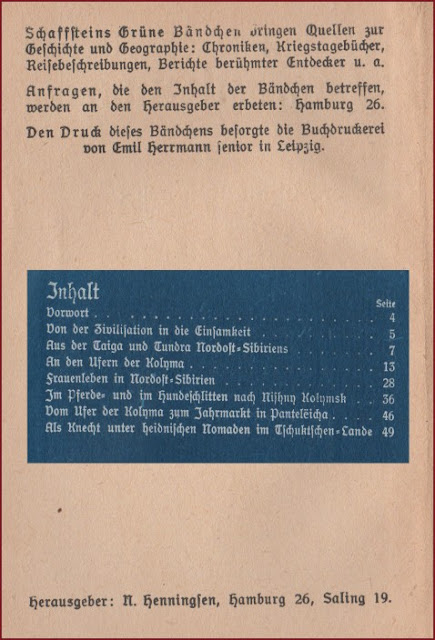 Schaffsteins Grüne Bändchen bringen Quellen zur
Geschichte und Geographie: Chroniken, Kriegstagebücher,
Reisebeschreibungen, Berichte berühmter Entdecker u. a.
Anfragen, die den Inhalt der Bändchen betreffen,
werden an den Herausgeber erbeten: Hamburg 26.
Den Druck dieses Bändchens besorgte die Buchdruckerei
von Emil Herrmann senior in Leipzig.
Inhalt
Seite
Vorwort . . . . . . . . . . . . . . . . . . 4
Von der Zivilisation in die Einsamkeit . . . . . . . . 5
Aus der Taiga und Tundra Nordost-Sibiriens . . . . . . 7
An den Ufern der Kolyma . . . . . . . . . . . . 13
Frauenleben in Nordost-Sibirien . . . . . . . . . . 28
Im Pferde- und im Hundeschlitten nach Nishny Kolymsk . . 36
Vom Ufer der Kolyma zum Jahrmarkt in Panteleïcha . . . 46
Als Knecht unter heidnischen Nomaden im Tschuktschen-Lande 49
Herausgeber: N. Henningsen, Hamburg 26, Saling 19.